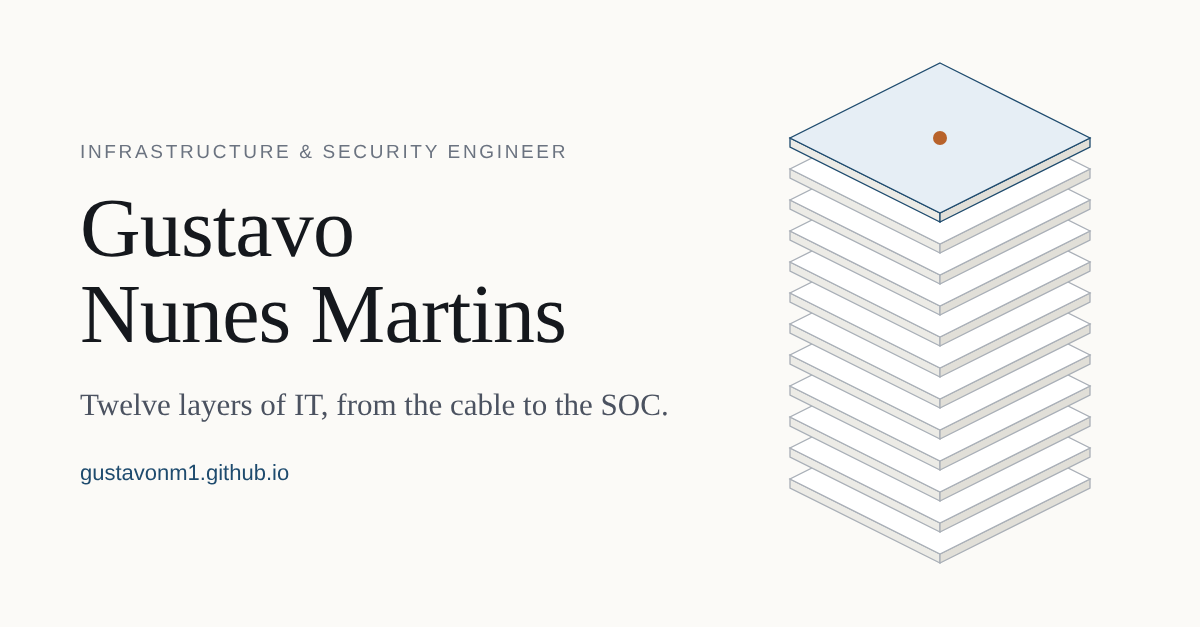 INFRASTRUCTURE & SECURITY ENGINEER
Gustavo
Nunes Martins
Twelve layers of IT, from the cable to the SOC.
gustavonm1.github.io